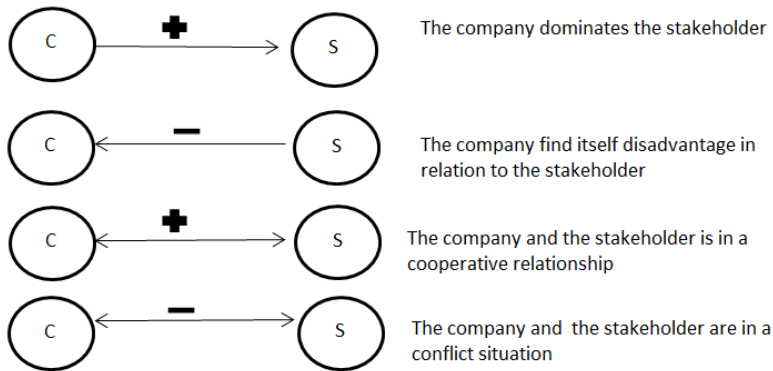 C + S The company dominates the stakeholder
C − S The company find itself disadvantage in
relation to the stakeholder
C + S The company and the stakeholder is in a
cooperative relationship
C − S The company and the stakeholder are in a
conflict situation